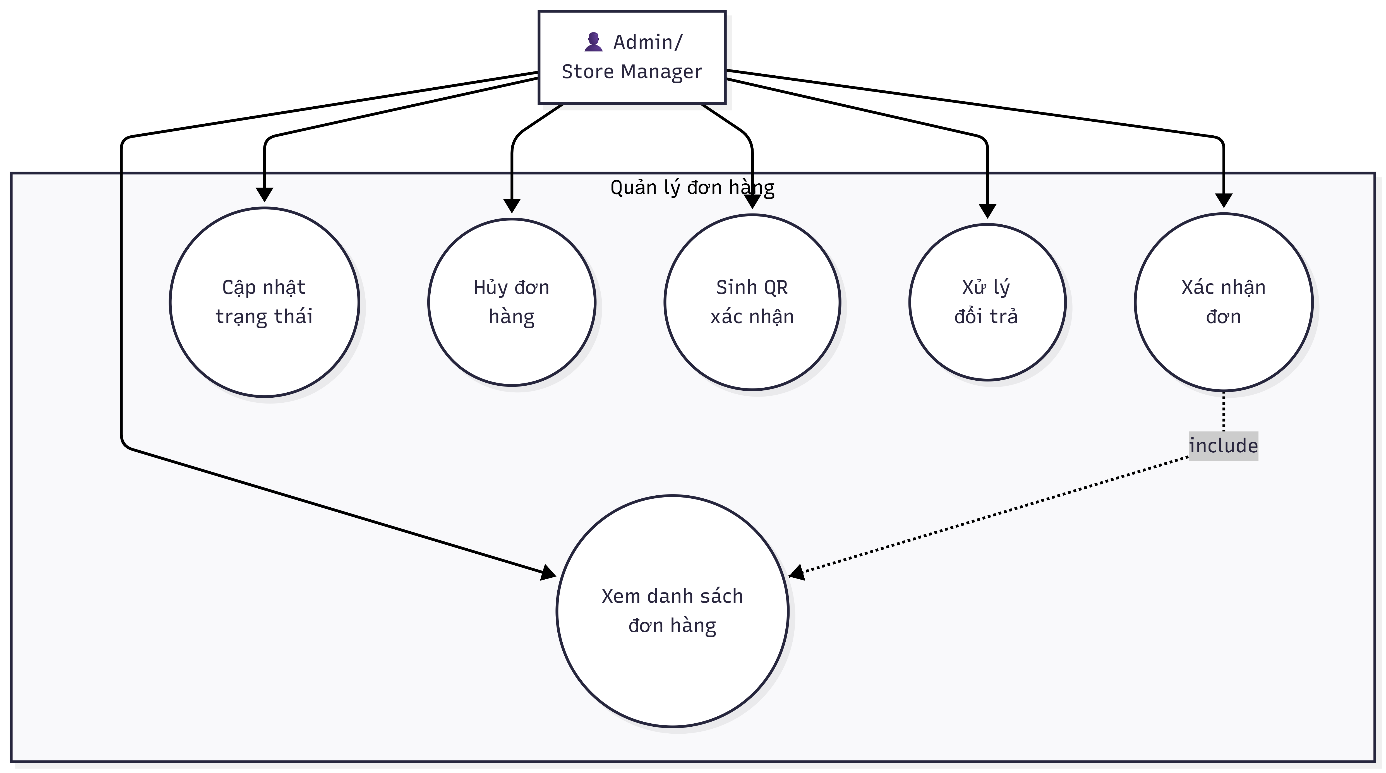 👤 Admin/
Store Manager
Quản lý đơn hàng
Cập nhật
trạng thái
Hủy đơn
hàng
Sinh QR
xác nhận
Xử lý
đổi trả
Xác nhận
đơn
include
Xem danh sách
đơn hàng